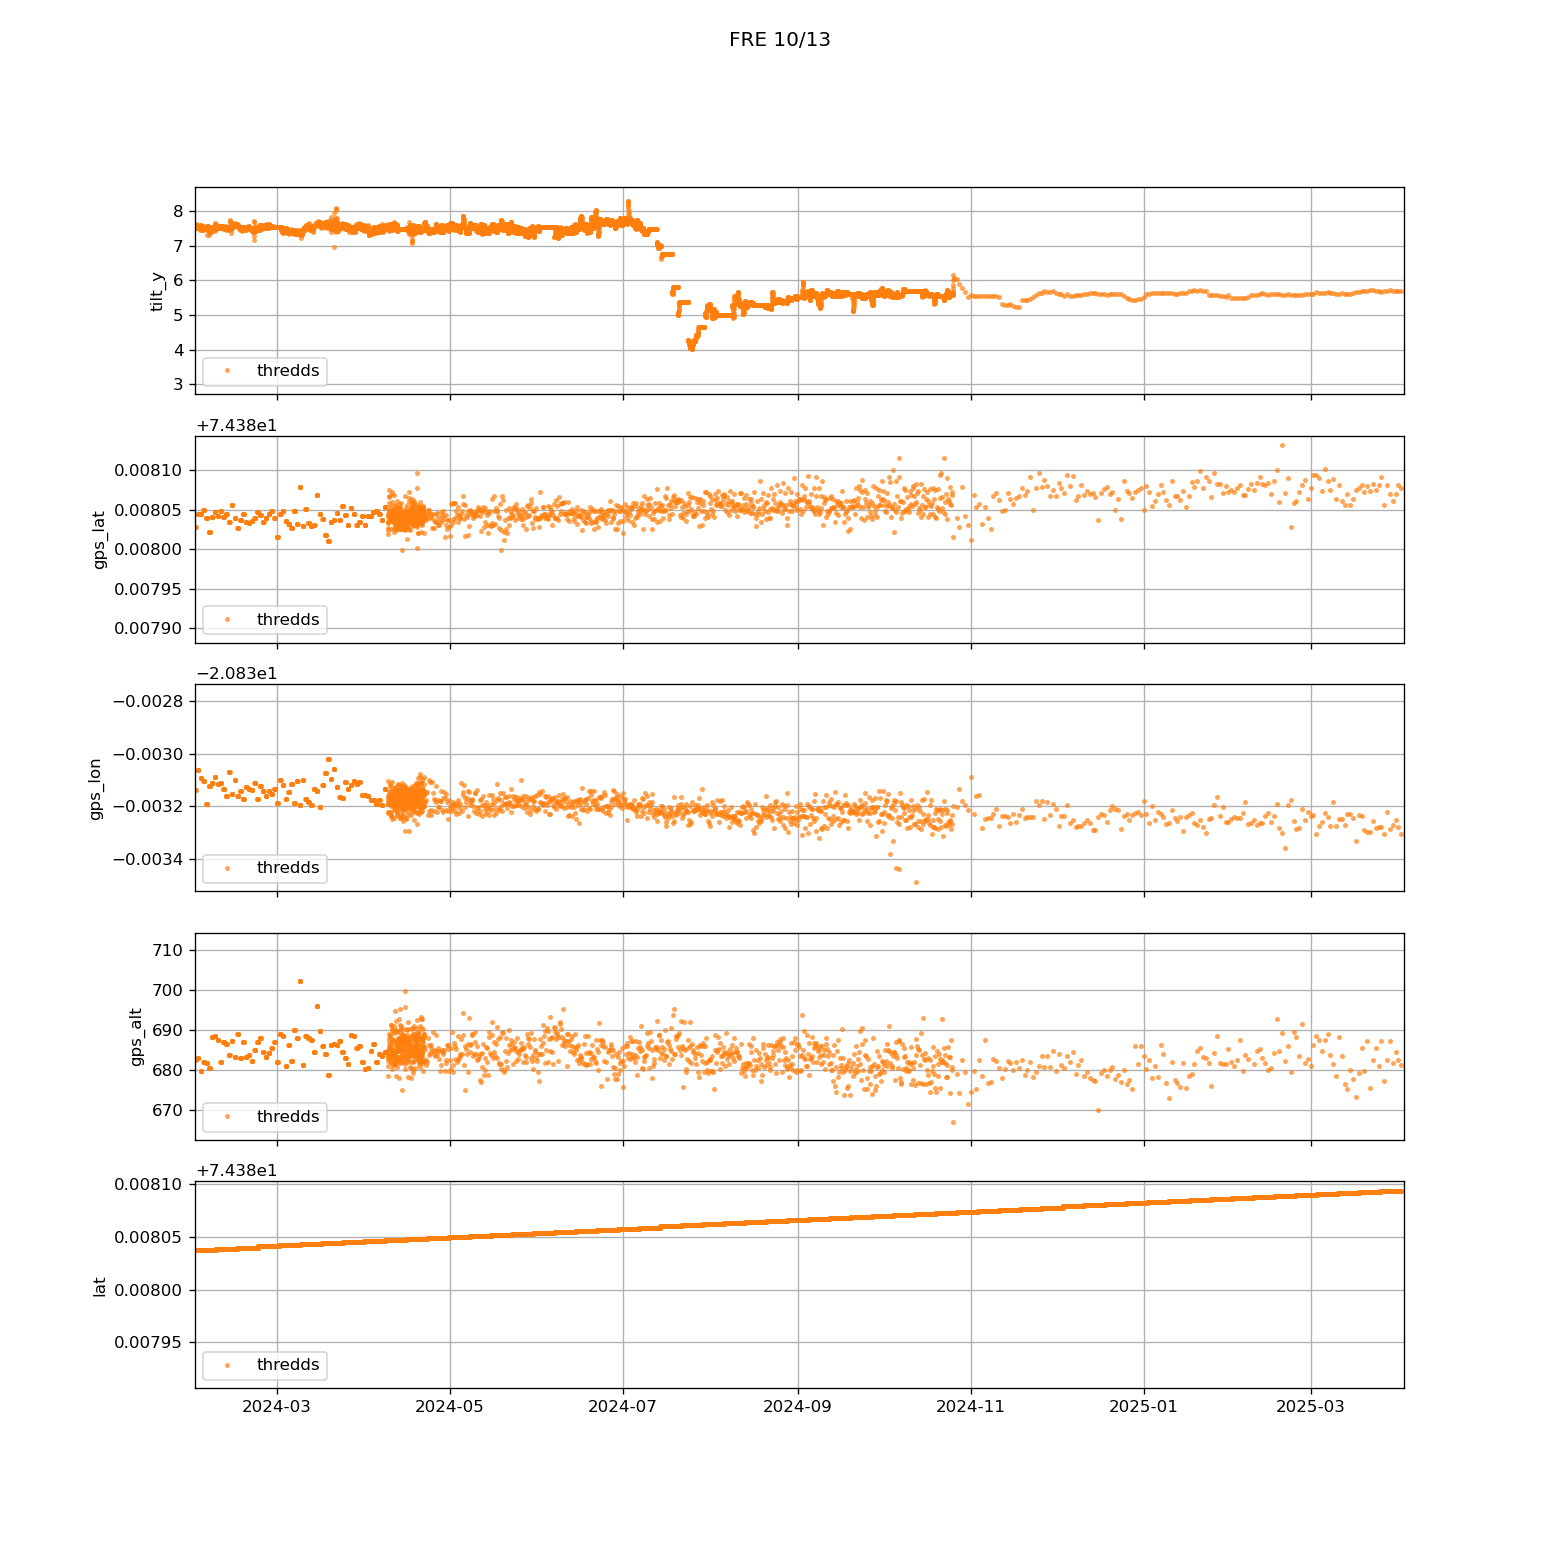 FRE 10/13
8
7
6
5
4
3
tilt_y
thredds
+7.438e1
0.00810
0.00805
0.00800
0.00795
0.00790
gps_lat
thredds
−2.083e1
−0.0028
−0.0030
−0.0032
−0.0034
gps_lon
thredds
710
700
690
680
670
gps_alt
thredds
+7.438e1
0.00810
0.00805
0.00800
0.00795
lat
thredds
2024-03 2024-05 2024-07 2024-09 2024-11 2025-01 2025-03